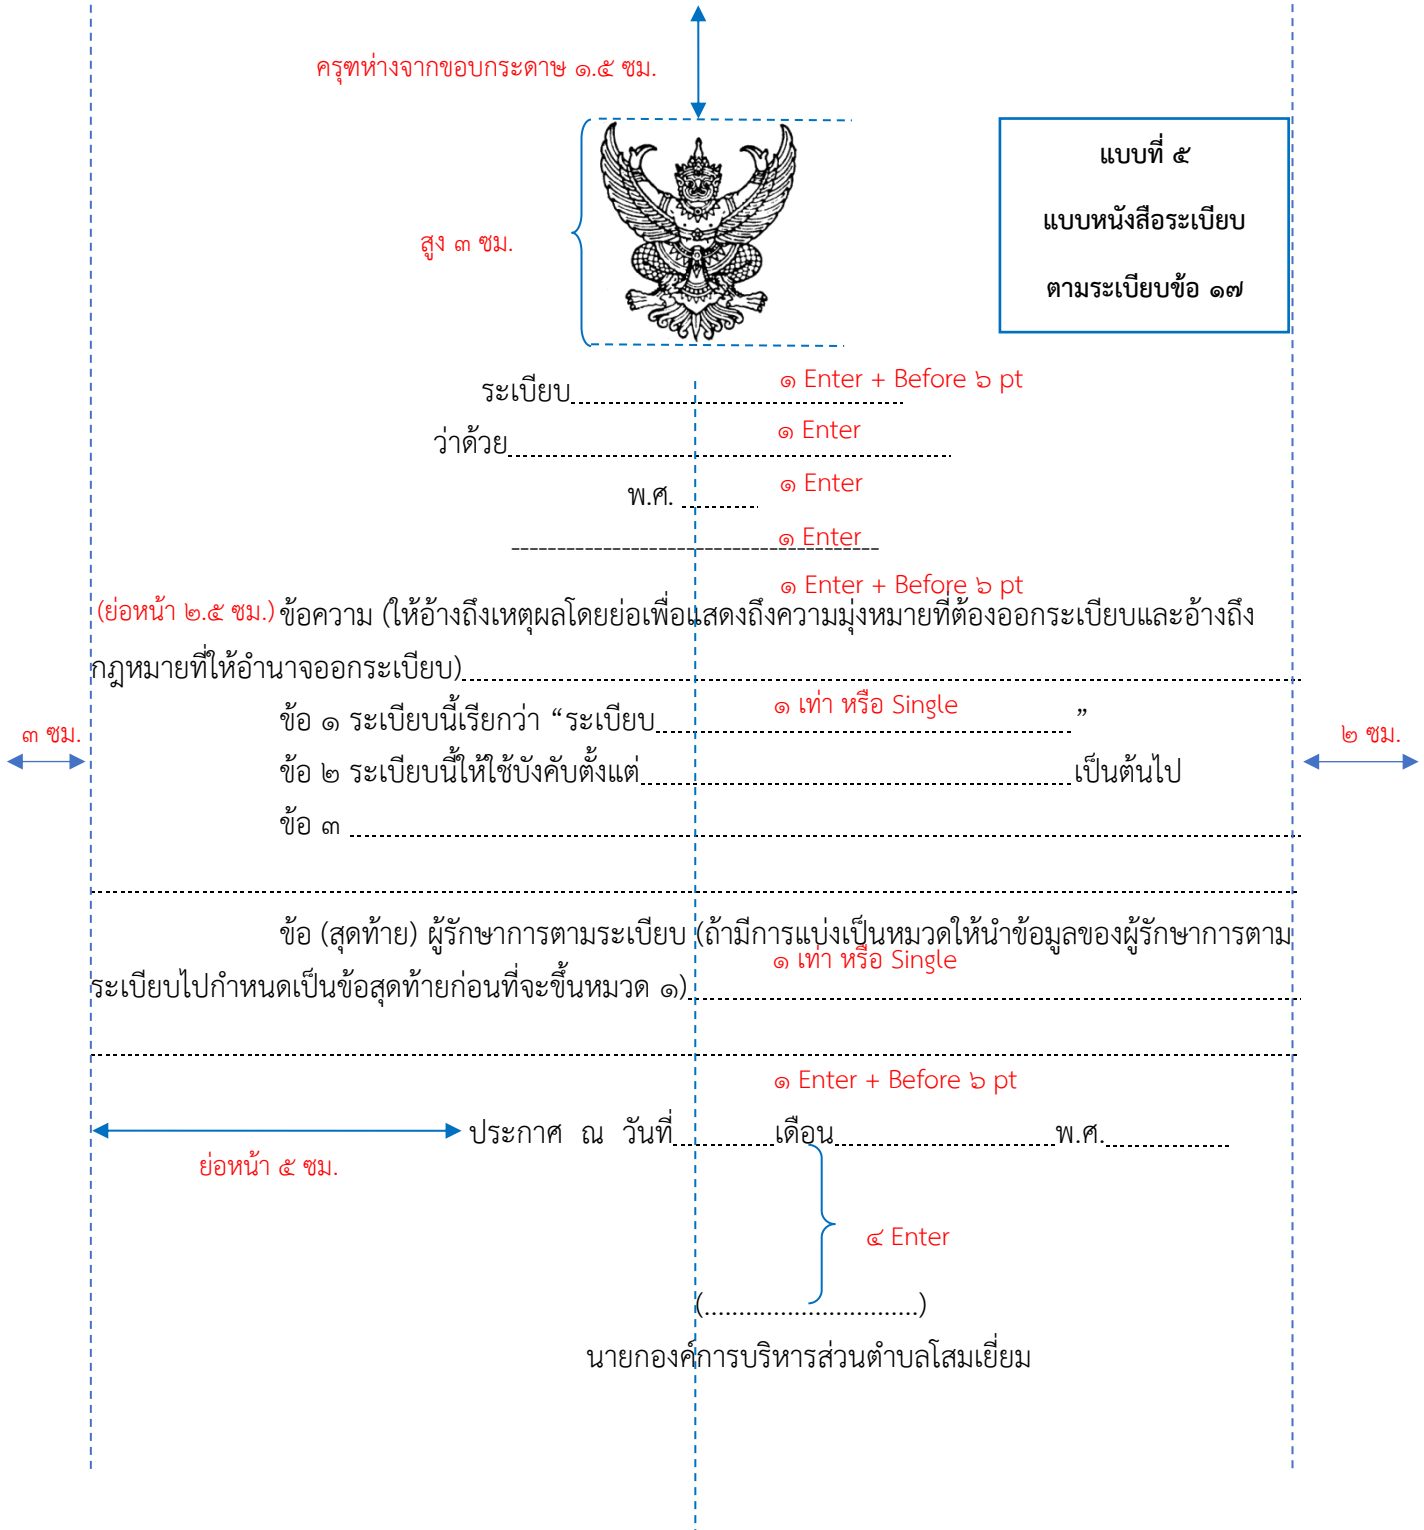 ครุฑห่างจากขอบกระดาษ ๑.๕ ซม.
แบบที่ ๕
แบบหนังสือระเบียบ
สูง ๓ ซม.
ตามระเบียบข้อ ๑๗
ระเบียบ
๑ Enter + Before ๖ pt
ว่าด้วย
๑ Enter
พ.ศ.
๑ Enter
๑ Enter
----------------------------------------
๑ Enter + Before ๖ pt
(ย่อหน้า ๒.๕ ซม.) ข้อความ (ให้อ้างถึงเหตุผลโดยย่อเพื่อแสดงถึงความมุ่งหมายที่ต้องออกระเบียบและอ้างถึง
กฎหมายที่ให้อำนาจออกระเบียบ)
๑ เท่า หรือ Single
ข้อ ๑ ระเบียบนี้เรียกว่า “ระเบียบ ”
๓ ซม.
๒ ซม.
ข้อ ๒ ระเบียบนี้ให้ใช้บังคับตั้งแต่ เป็นต้นไป
ข้อ ๓
ข้อ (สุดท้าย) ผู้รักษาการตามระเบียบ (ถ้ามีการแบ่งเป็นหมวดให้นำข้อมูลของผู้รักษาการตาม
๑ เท่า หรือ Single
ระเบียบไปกำหนดเป็นข้อสุดท้ายก่อนที่จะขึ้นหมวด ๑)
๑ Enter + Before ๖ pt
ประกาศ ณ วันที่ เดือน พ.ศ.
ย่อหน้า ๕ ซม.
๔ Enter
(...............................)
นายกองค์การบริหารส่วนตำบลโสมเยี่ยม